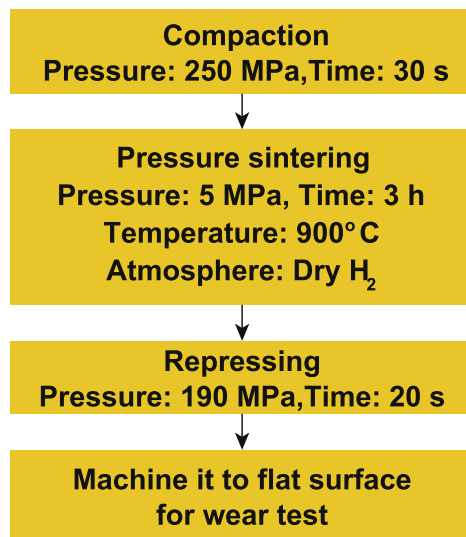 Compaction
Pressure: 250 MPa,Time: 30 s
Pressure sintering
Pressure: 5 MPa, Time: 3 h
Temperature: 900° C
Atmosphere: Dry H₂
Repressing
Pressure: 190 MPa,Time: 20 s
Machine it to flat surface
for wear test